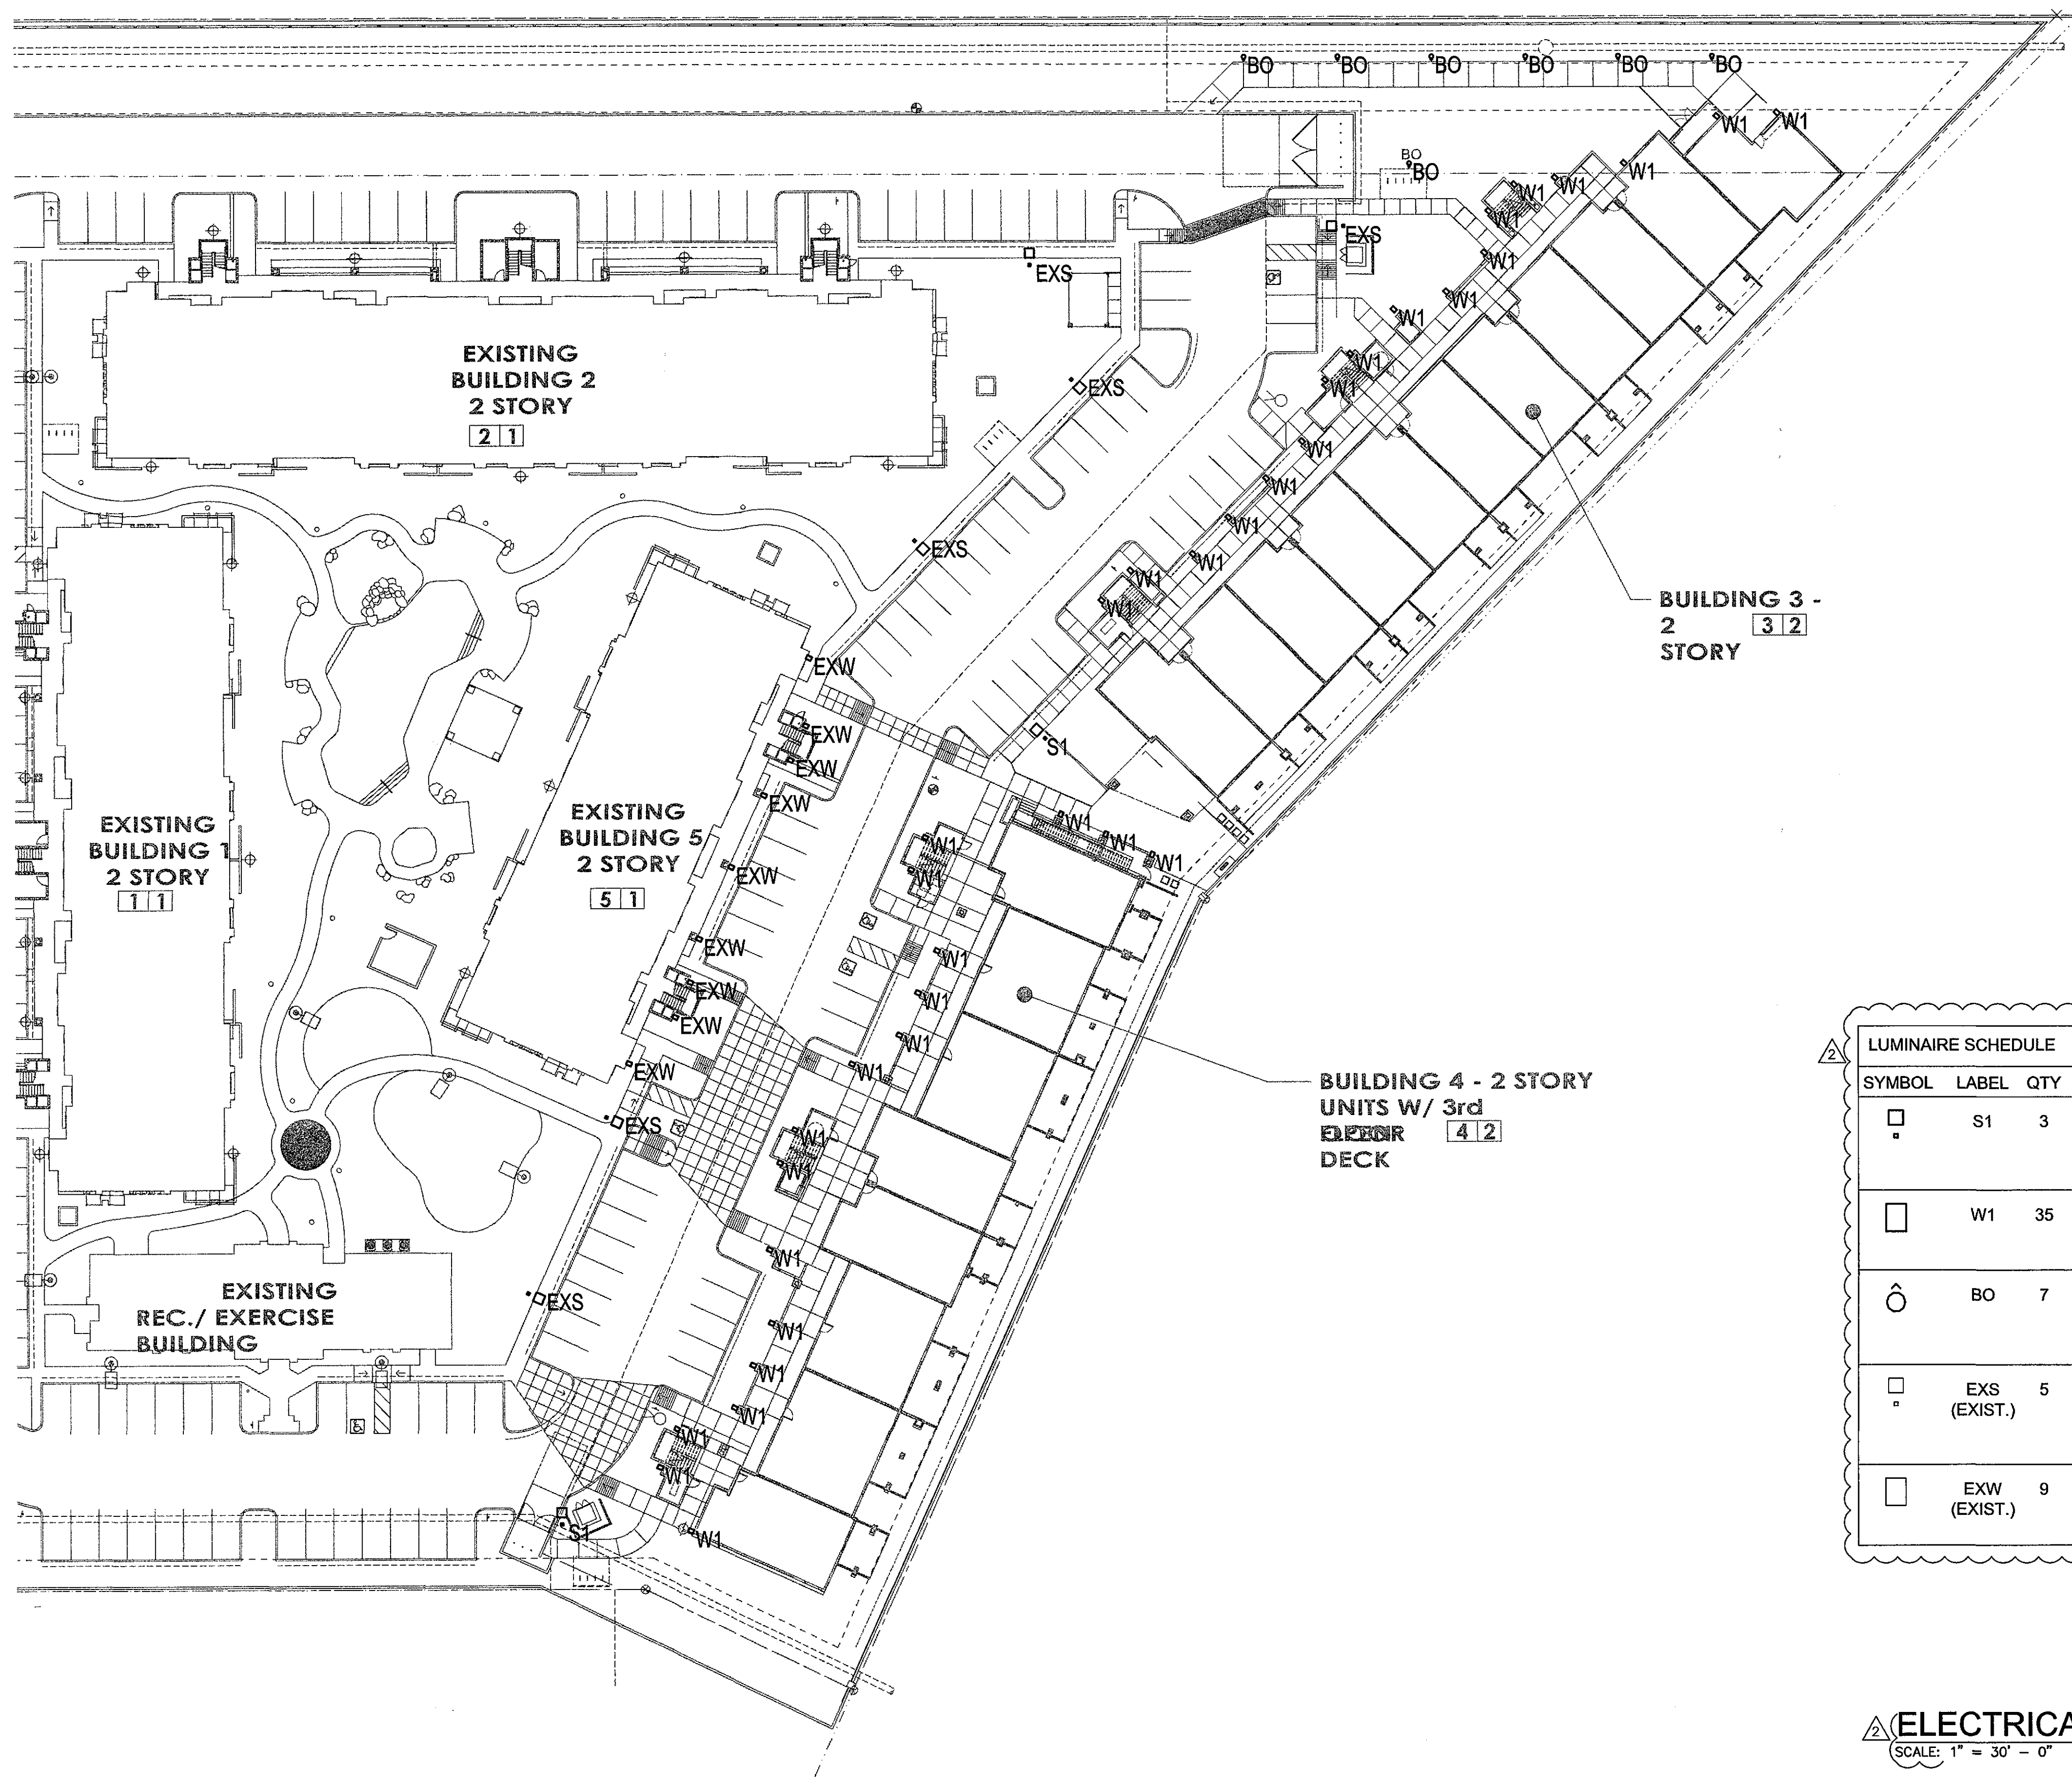 BO BO BO BO BO BO
W1 W1
BO
BO
W1 W1 W1
W1
EXS
EXS
W1
W1
W1
EXISTING
BUILDING 2
2 STORY
2 1
EXS
W1
W1
W1
W1
W1
EXS
W1
W1
W1
BUILDING 3 -
2 3 2
STORY
EXW
EXW
EXW
EXW
S1
EXISTING
BUILDING 1
2 STORY
1 1
EXISTING
BUILDING 5
2 STORY
5 1
W1
W1
W1
W1
W1
EXW
EXW
EXW
EXW
EXW
W1
W1
W1
W1
BUILDING 4 - 2 STORY
UNITS W/ 3rd
4 2
DECK
EXS
W1
W1
W1
EXISTING
REC./ EXERCISE
BUILDING
EXS
W1
W1
W1
W1
W1
S1
W1
2
LUMINAIRE SCHEDULE
SYMBOL LABEL QTY
S1 3
W1 35
BO 7
EXS 5
(EXIST.)
EXW 9
(EXIST.)
2 ELECTRICA
SCALE: 1" = 30' - 0"